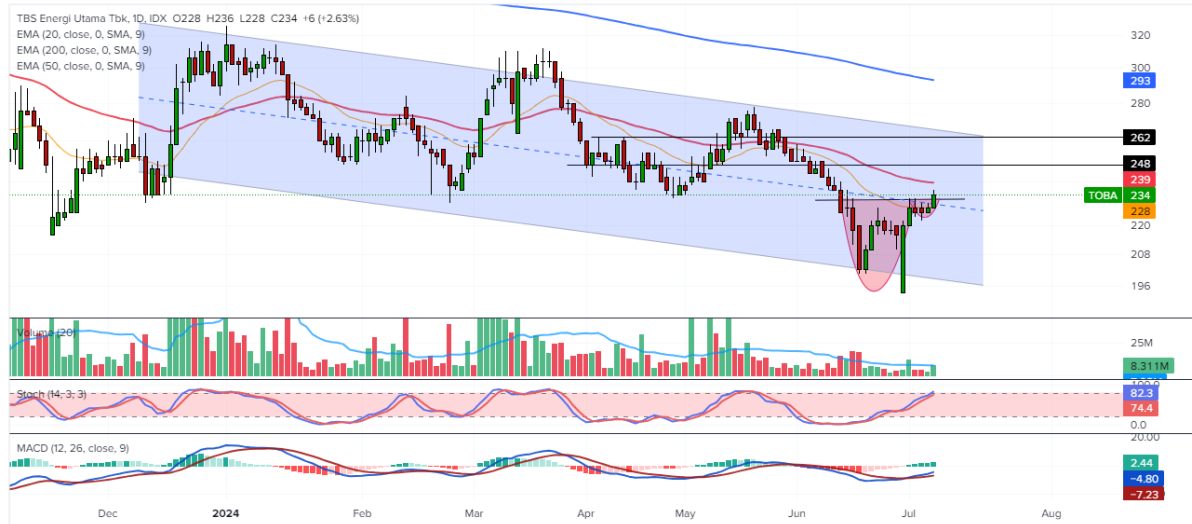 TBS Energi Utama Tbk, 1D, IDX O228 H236 L228 C234 +6 (+2.63%)
EMA (20, close, 0, SMA, 9)
EMA (200, close, 0, SMA, 9)
EMA (50, close, 0, SMA, 9)
320
300
293
280
262
248
239
TOBA 234
228
220
208
196
Volume (20)
25M
8.311M
Stoch (14, 3, 3)
100.0
82.3
74.4
0.0
MACD (12, 26, close, 9)
20.00
2.44
−4.80
−7.23
Dec 2024 Feb Mar Apr May Jun Jul Aug